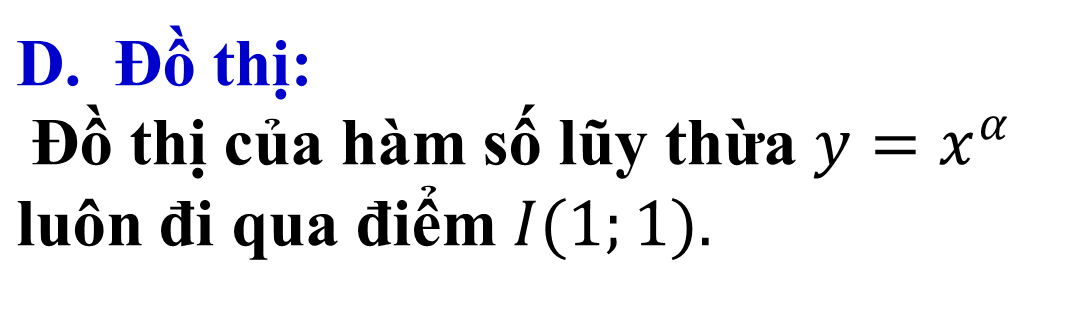 D. Đồ thị:
Đồ thị của hàm số lũy thừa y = x^α
luôn đi qua điểm I(1; 1).